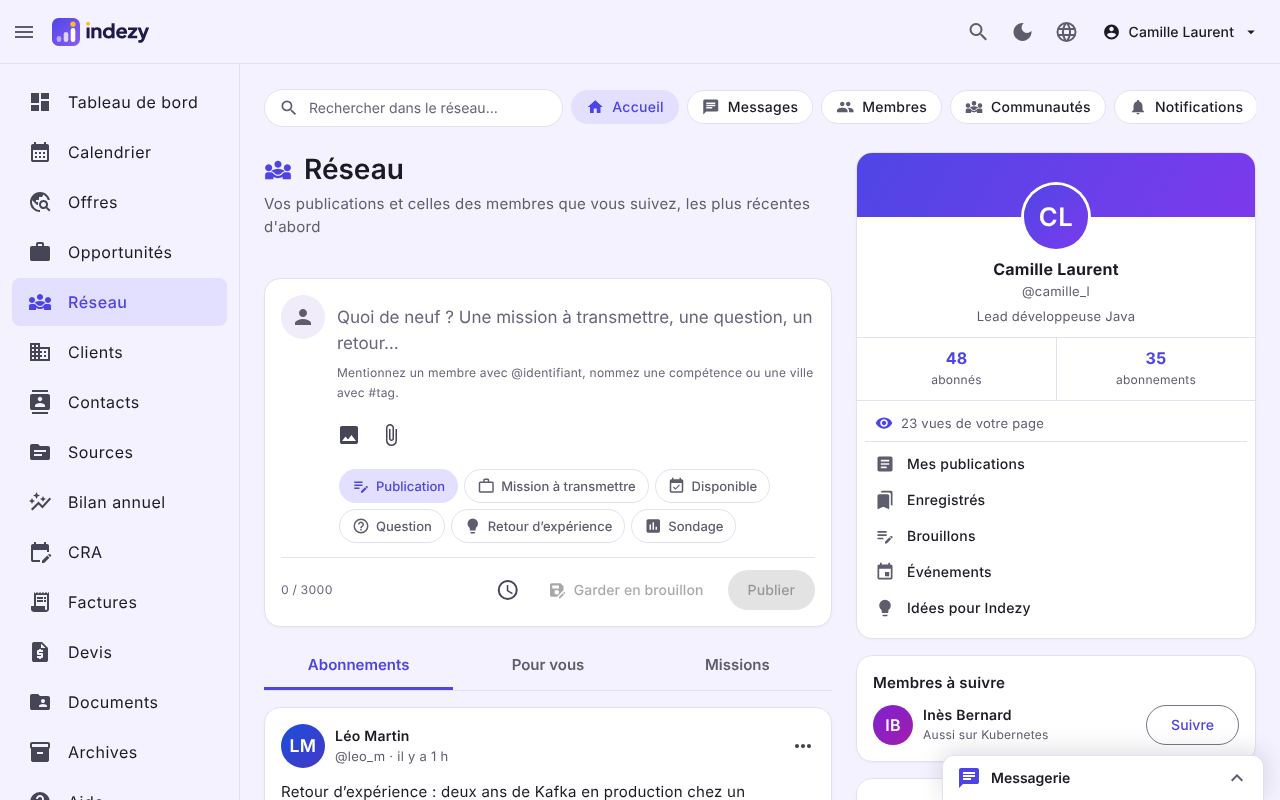 indezy
Camille Laurent
Tableau de bord
Calendrier
Offres
Opportunités
Réseau
Clients
Contacts
Sources
Bilan annuel
CRA
Factures
Devis
Documents
Archives
Rechercher dans le réseau...
Accueil
Messages
Membres
Communautés
Notifications
Réseau
Vos publications et celles des membres que vous suivez, les plus récentes
d'abord
Quoi de neuf ? Une mission à transmettre, une question, un
retour...
Mentionnez un membre avec @identifiant, nommez une compétence ou une ville
avec #tag.
Publication
Mission à transmettre
Disponible
Question
Retour d’expérience
Sondage
0 / 3000
Garder en brouillon
Publier
Abonnements
Pour vous
Missions
LM
Léo Martin
@leo_m · il y a 1 h
Retour d’expérience : deux ans de Kafka en production chez un
CL
Camille Laurent
@camille_l
Lead développeuse Java
48
abonnés
35
abonnements
23 vues de votre page
Mes publications
Enregistrés
Brouillons
Événements
Idées pour Indezy
Membres à suivre
IB
Inès Bernard
Aussi sur Kubernetes
Suivre
Messagerie